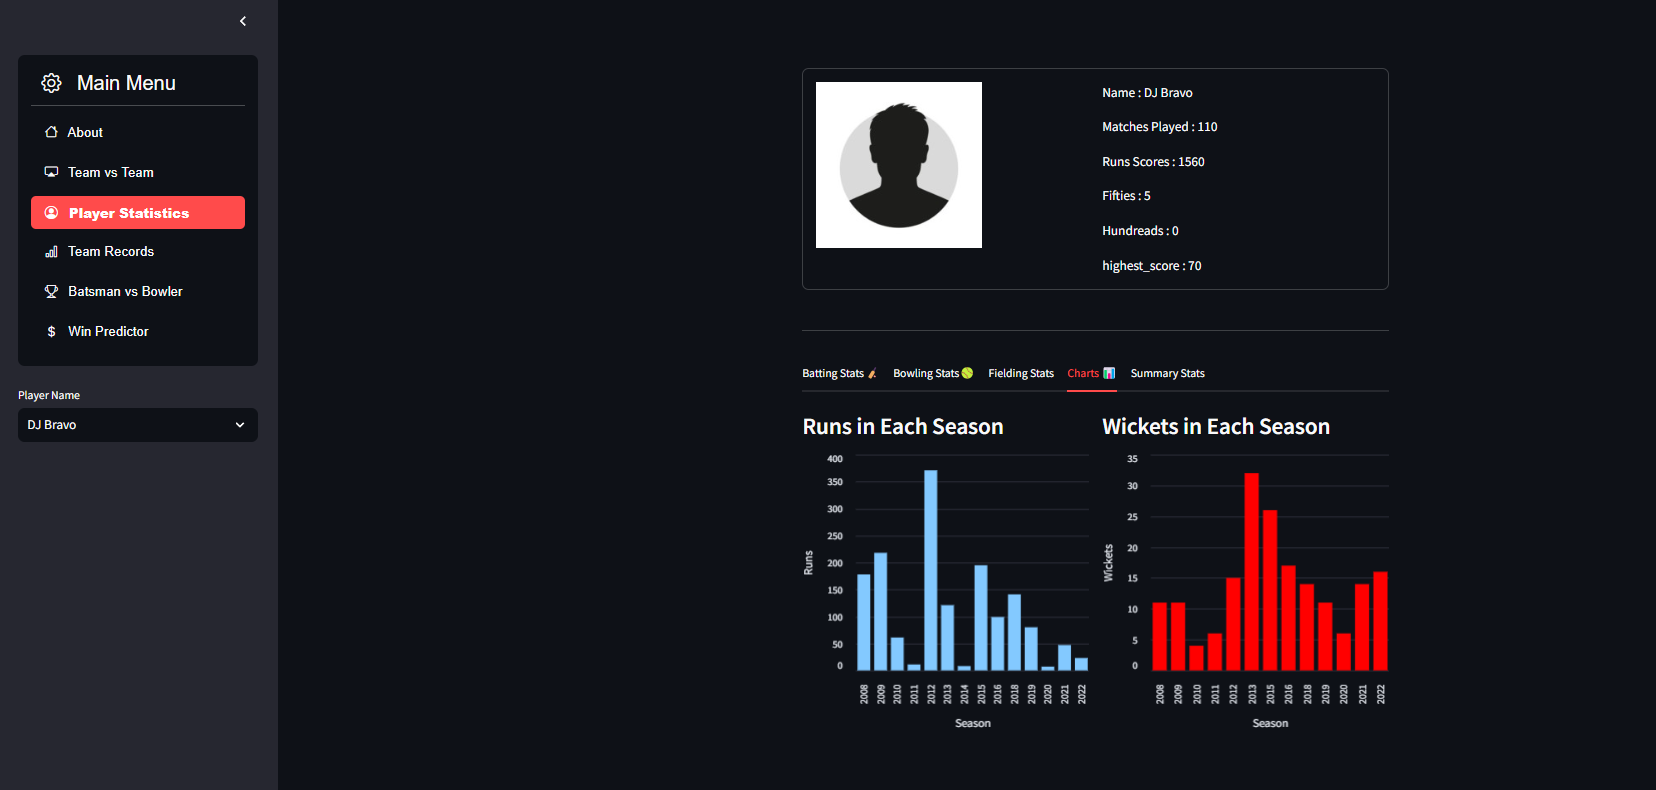 Main Menu
About
Team vs Team
Player Statistics
Team Records
Batsman vs Bowler
Win Predictor
Player Name
DJ Bravo
Name : DJ Bravo
Matches Played : 110
Runs Scores : 1560
Fifties : 5
Hundreads : 0
highest_score : 70
Batting Stats 🏏 Bowling Stats🥎 Fielding Stats Charts 📊 Summary Stats
Runs in Each Season
400
350
300
250
200
150
100
50
0
Runs
2008 2009 2010 2011 2012 2013 2014 2015 2016 2018 2019 2020 2021 2022
Season
Wickets in Each Season
35
30
25
20
15
10
5
0
Wickets
2008 2009 2010 2011 2012 2013 2015 2016 2018 2019 2020 2021 2022
Season